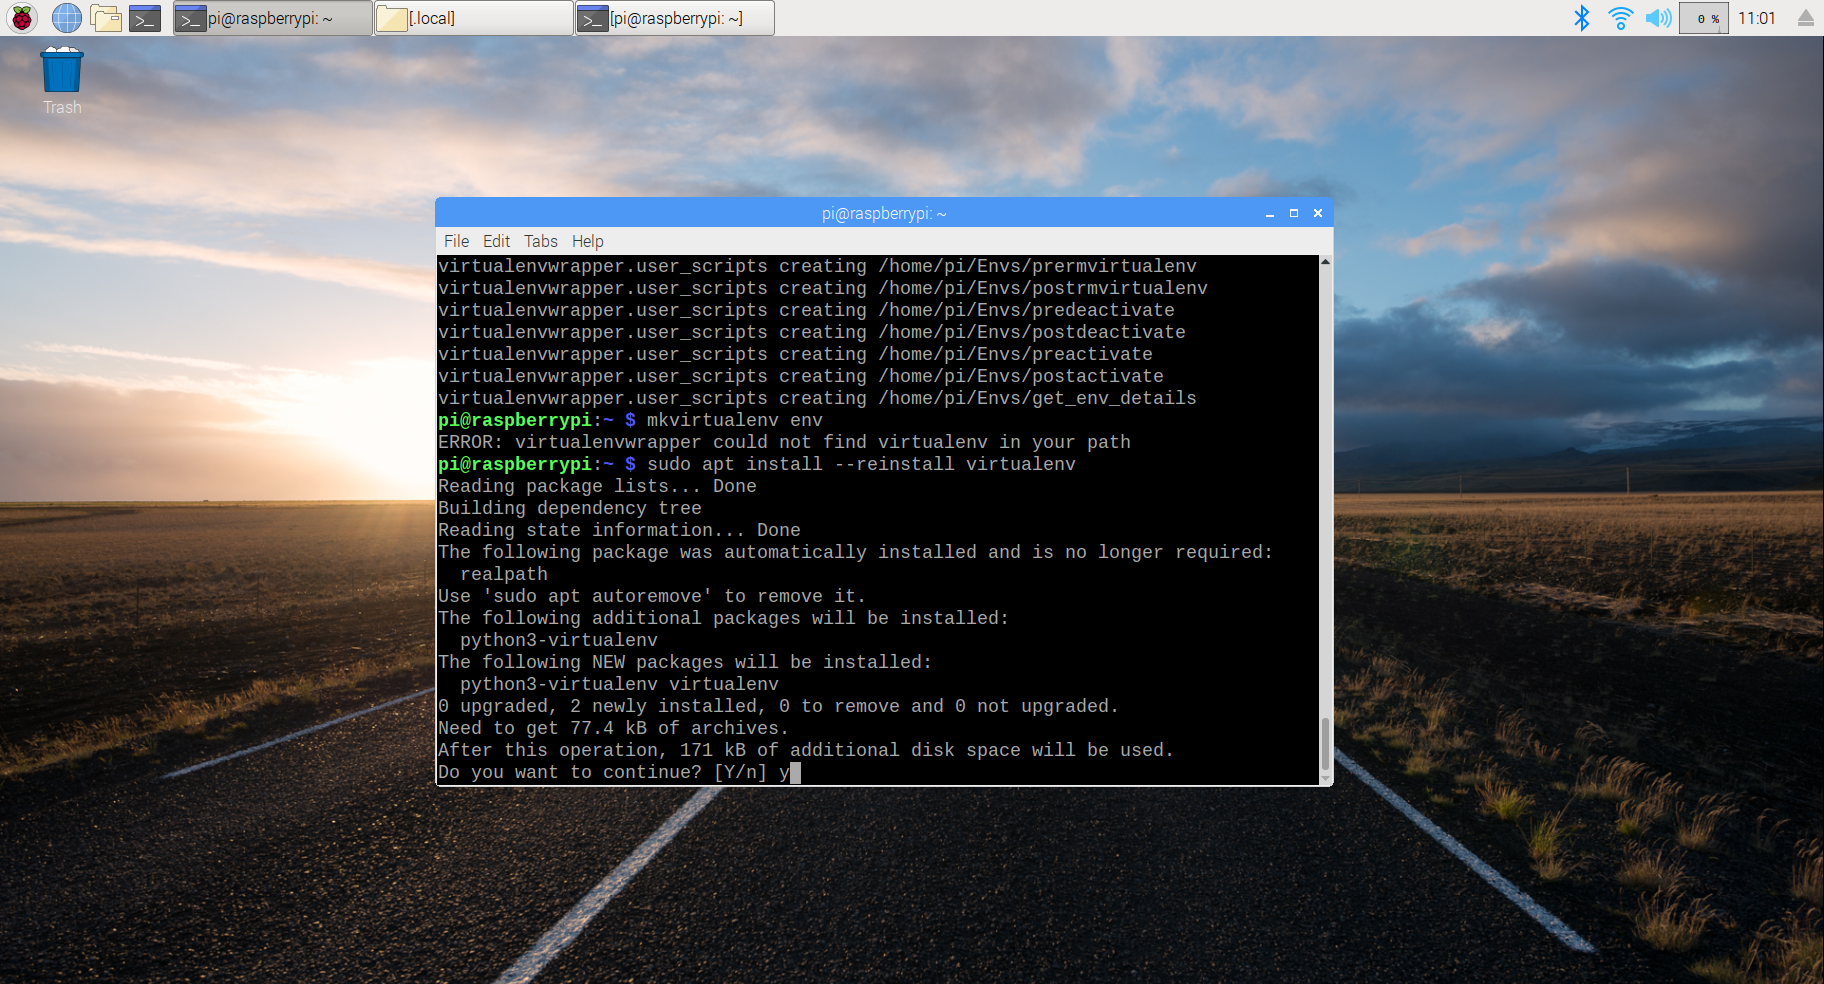 pi@raspberrypi: ~
[.local]
[pi@raspberrypi: ~]
0 %
11:01
Trash
pi@raspberrypi: ~
File Edit Tabs Help
virtualenvwrapper.user_scripts creating /home/pi/Envs/prermvirtualenv
virtualenvwrapper.user_scripts creating /home/pi/Envs/postrmvirtualenv
virtualenvwrapper.user_scripts creating /home/pi/Envs/predeactivate
virtualenvwrapper.user_scripts creating /home/pi/Envs/postdeactivate
virtualenvwrapper.user_scripts creating /home/pi/Envs/preactivate
virtualenvwrapper.user_scripts creating /home/pi/Envs/postactivate
virtualenvwrapper.user_scripts creating /home/pi/Envs/get_env_details
pi@raspberrypi:~ $ mkvirtualenv env
ERROR: virtualenvwrapper could not find virtualenv in your path
pi@raspberrypi:~ $ sudo apt install --reinstall virtualenv
Reading package lists... Done
Building dependency tree
Reading state information... Done
The following package was automatically installed and is no longer required:
realpath
Use 'sudo apt autoremove' to remove it.
The following additional packages will be installed:
python3-virtualenv
The following NEW packages will be installed:
python3-virtualenv virtualenv
0 upgraded, 2 newly installed, 0 to remove and 0 not upgraded.
Need to get 77.4 kB of archives.
After this operation, 171 kB of additional disk space will be used.
Do you want to continue? [Y/n] y